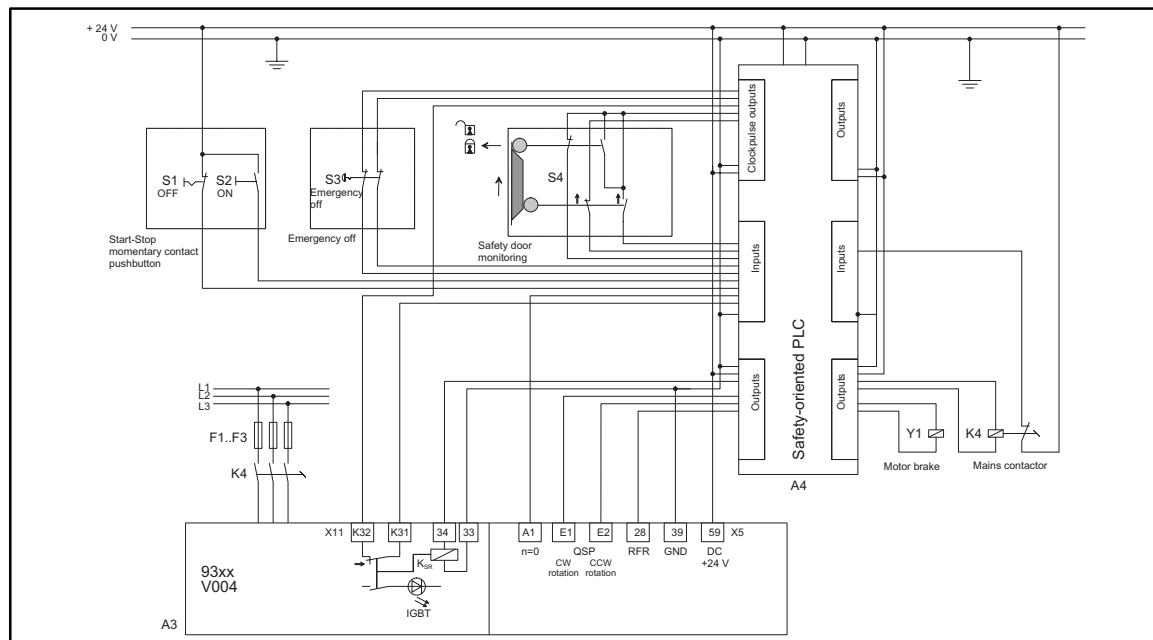 + 24 V
0 V
Clockpulse outputs
Outputs
S1
OFF
S2
ON
S3
Emergency
off
S4
Start-Stop
momentary contact
pushbutton
Emergency off
Safety door
monitoring
Inputs
Inputs
Safety-oriented PLC
Outputs
Outputs
L1
L2
L3
F1..F3
K4
Y1
K4
Motor brake
Mains contactor
A4
X11
K32
K31
34
33
A1
E1
E2
28
39
59
X5
n=0
QSP
RFR
GND
DC
+24 V
CW
rotation
CCW
rotation
93xx
V004
KSR
IGBT
A3